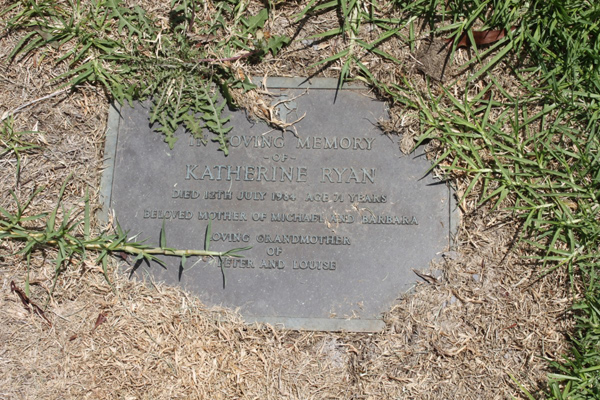 IN LOVING MEMORY
-OF-
KATHERINE RYAN
DIED 15TH JULY 1984 AGE 71 YEARS
BELOVED MOTHER OF MICHAEL AND BARBARA
LOVING GRANDMOTHER
OF
PETER AND LOUISE